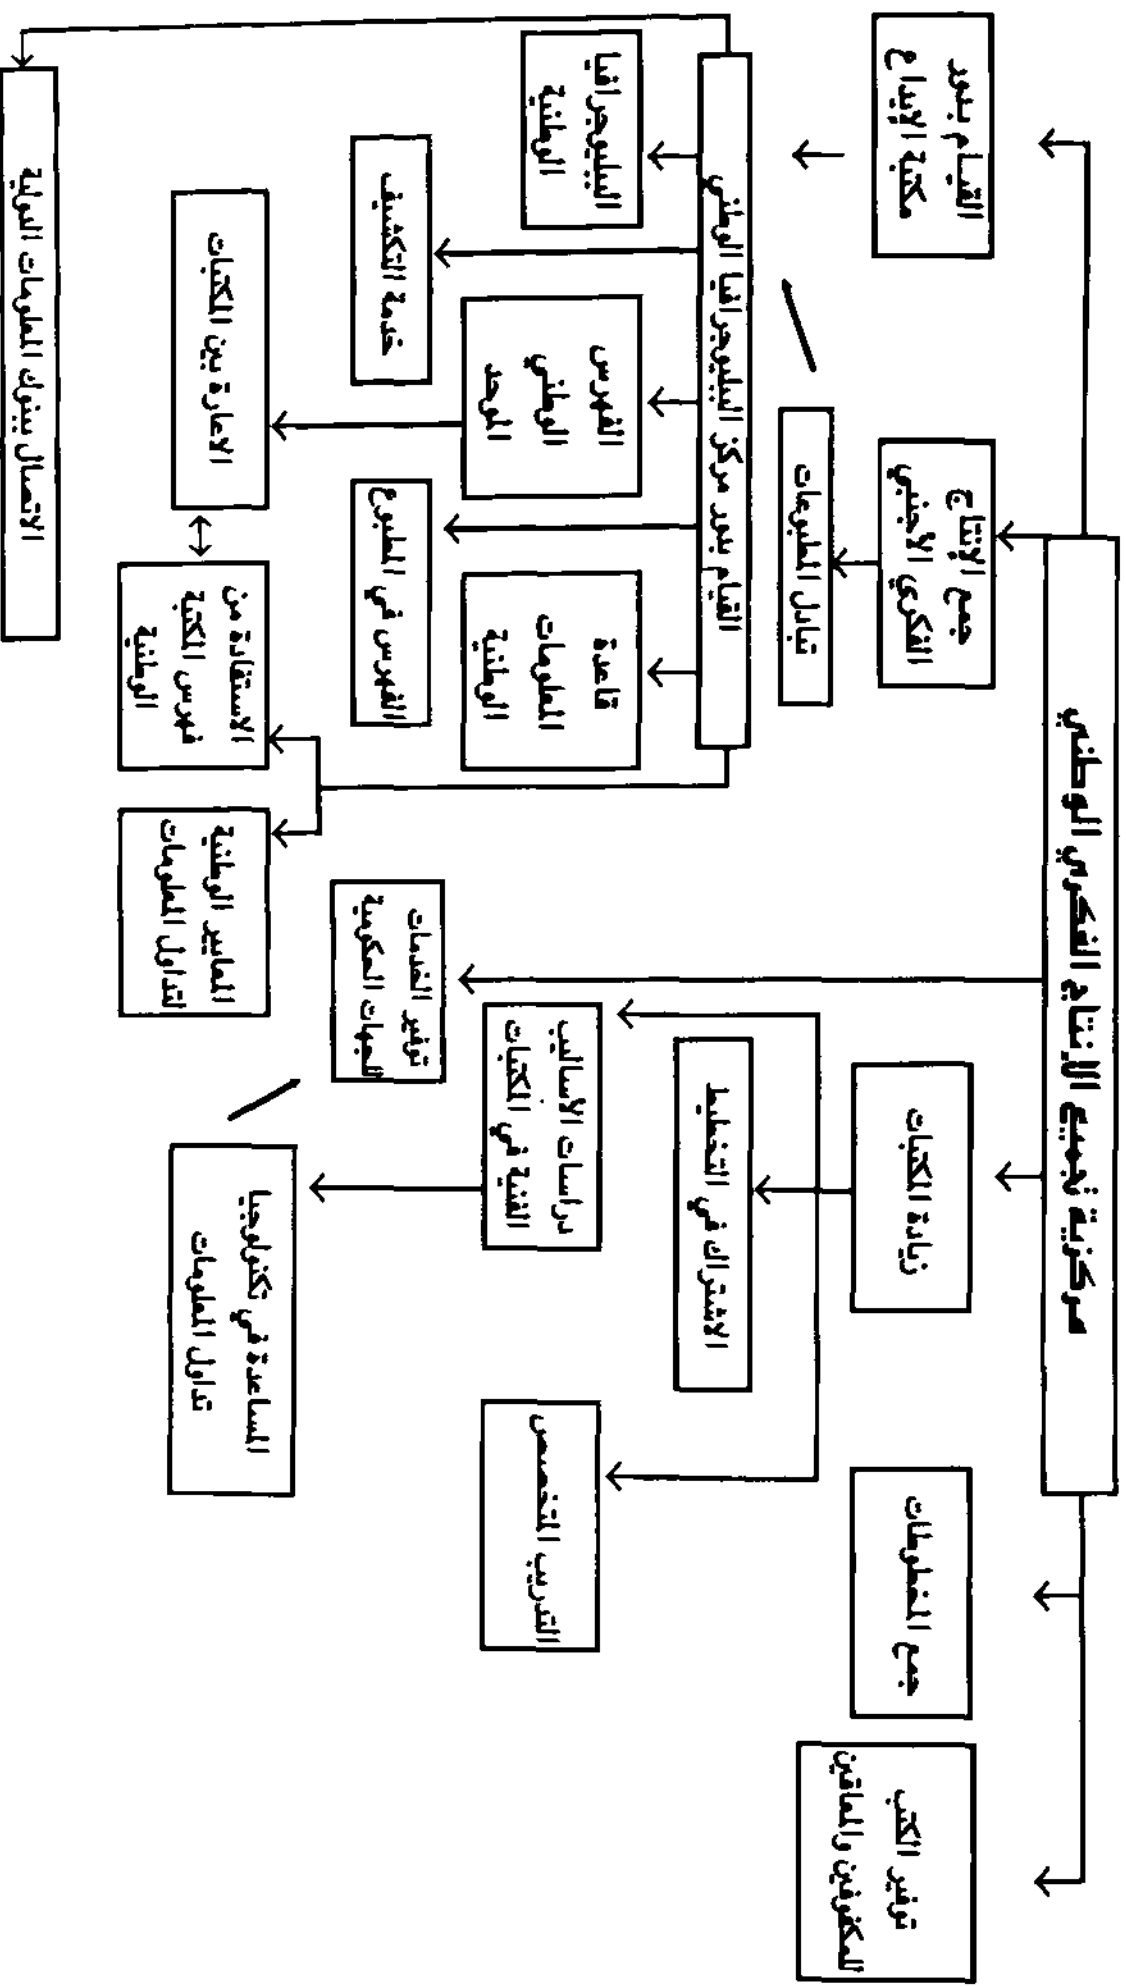 مركزية تجميع الإنتاج الفكري الوطني
توفير الكتب
للمكفوفين والمعاقين
جمع المخطوطات
زيادة المكتبات
جمع الإنتاج
الفكري الأجنبي
القيام بدور
مكتبة الإيداع
تبادل المطبوعات
الاشتراك في التخطيط
القيام بدور مركز الببليوجرافيا الوطني
التدريب المتخصص
دراسات الأساليب
الفنية في المكتبات
قاعدة
المعلومات
الوطنية
الفهرس
الوطني
الموحد
الببليوجرافيا
الوطنية
توفير الخدمات
للجهات الحكومية
الفهرس في المطبوع
خدمة التكشيف
المساعدة في تكنولوجيا
تداول المعلومات
المعايير الوطنية
لتداول المعلومات
الاستفادة من
فهرس المكتبة
الوطنية
الاعارة بين المكتبات
الاتصال ببنوك المعلومات الدولية